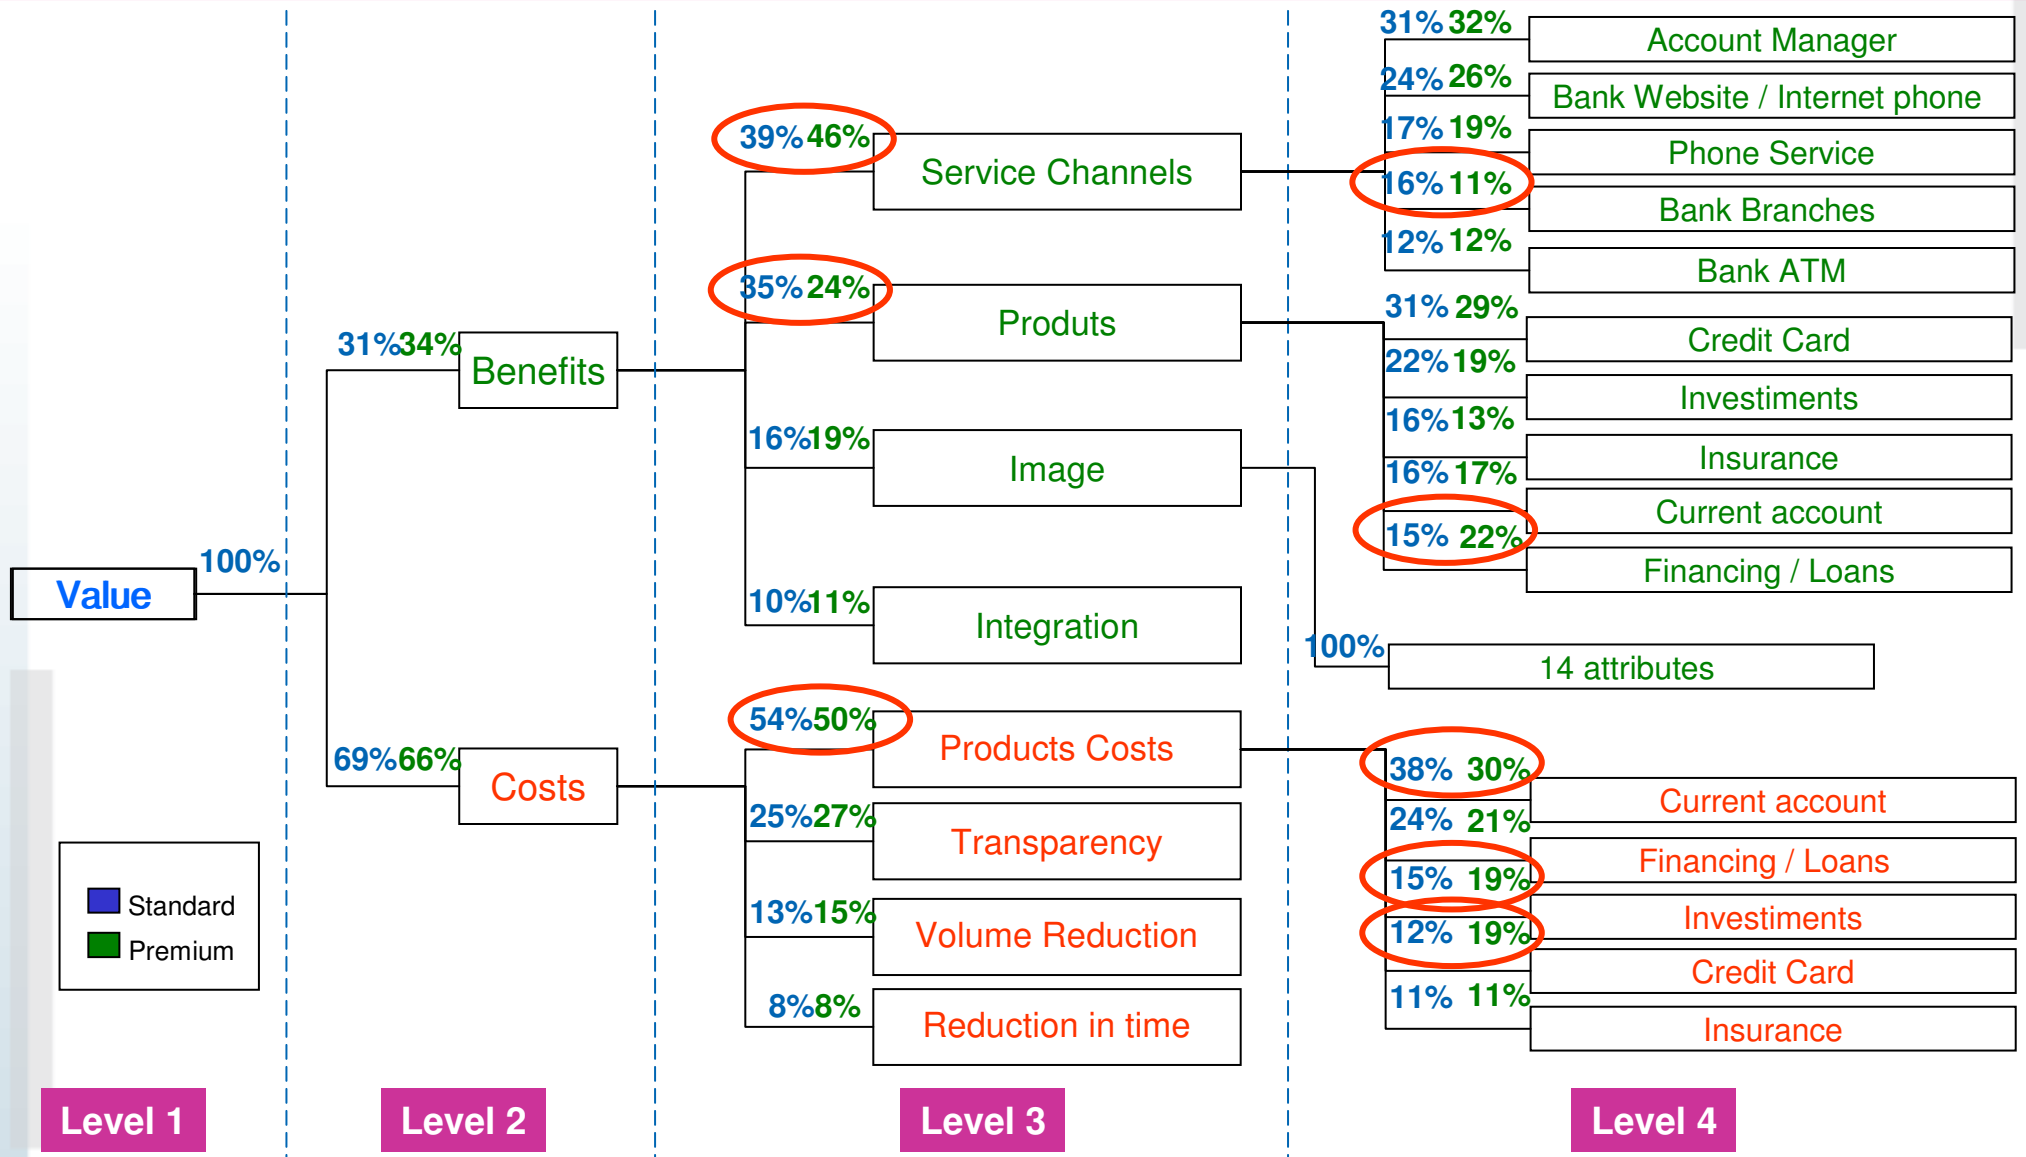 Value
100%
31% 34%
Benefits
69% 66%
Costs
Standard
Premium
39% 46%
Service Channels
35% 24%
Produts
16% 19%
Image
10% 11%
Integration
54% 50%
Products Costs
25% 27%
Transparency
13% 15%
Volume Reduction
8% 8%
Reduction in time
31% 32%
Account Manager
24% 26%
Bank Website / Internet phone
17% 19%
Phone Service
16% 11%
Bank Branches
12% 12%
Bank ATM
31% 29%
Credit Card
22% 19%
Investiments
16% 13%
Insurance
16% 17%
Current account
15% 22%
Financing / Loans
100%
14 attributes
38% 30%
Current account
24% 21%
Financing / Loans
15% 19%
Investiments
12% 19%
Credit Card
11% 11%
Insurance
Level 1
Level 2
Level 3
Level 4